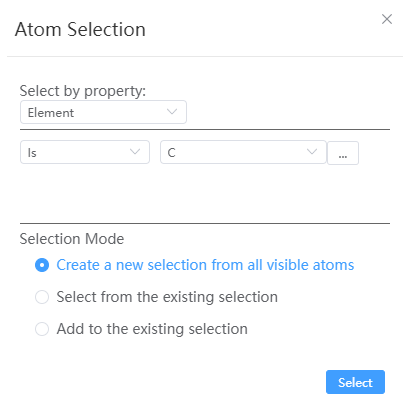 Atom Selection
Select by property:
Element
Is C ...
Selection Mode
Create a new selection from all visible atoms
Select from the existing selection
Add to the existing selection
Select